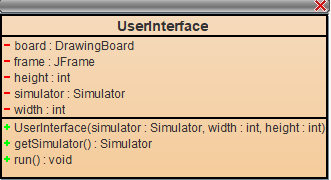 UserInterface
- board : DrawingBoard
- frame : JFrame
- height : int
- simulator : Simulator
- width : int
+ UserInterface(simulator : Simulator, width : int, height : int)
+ getSimulator() : Simulator
+ run() : void